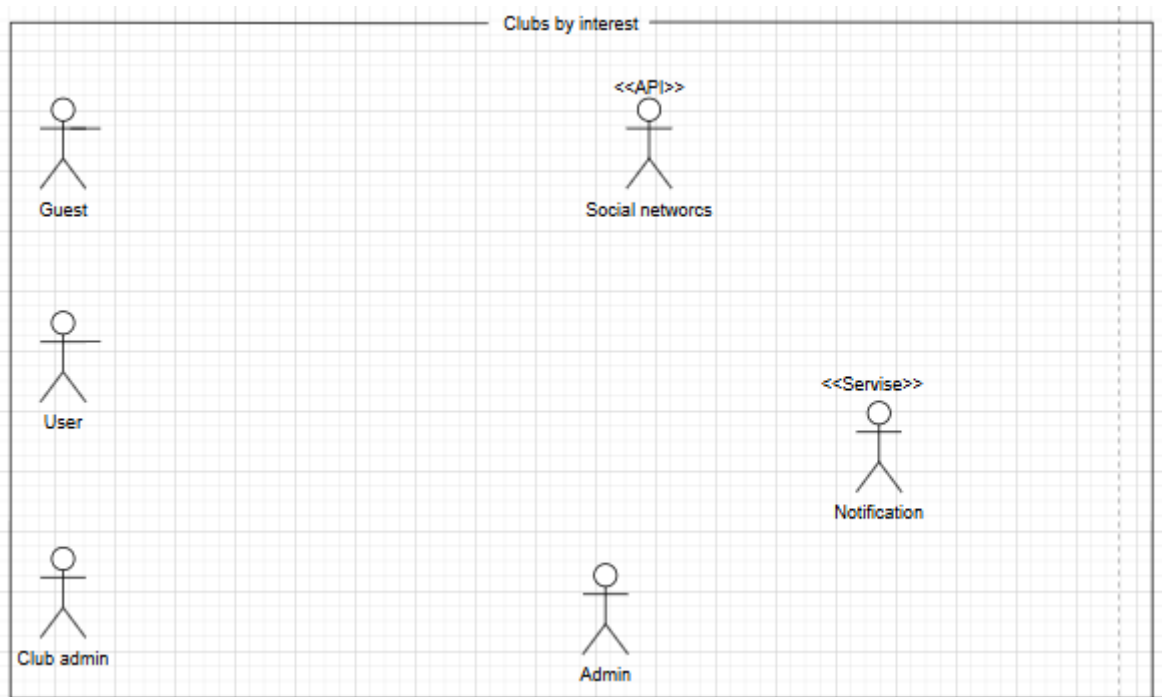 Clubs by interest
<<API>>
Guest
Social networcs
<<Servise>>
User
Notification
Club admin
Admin